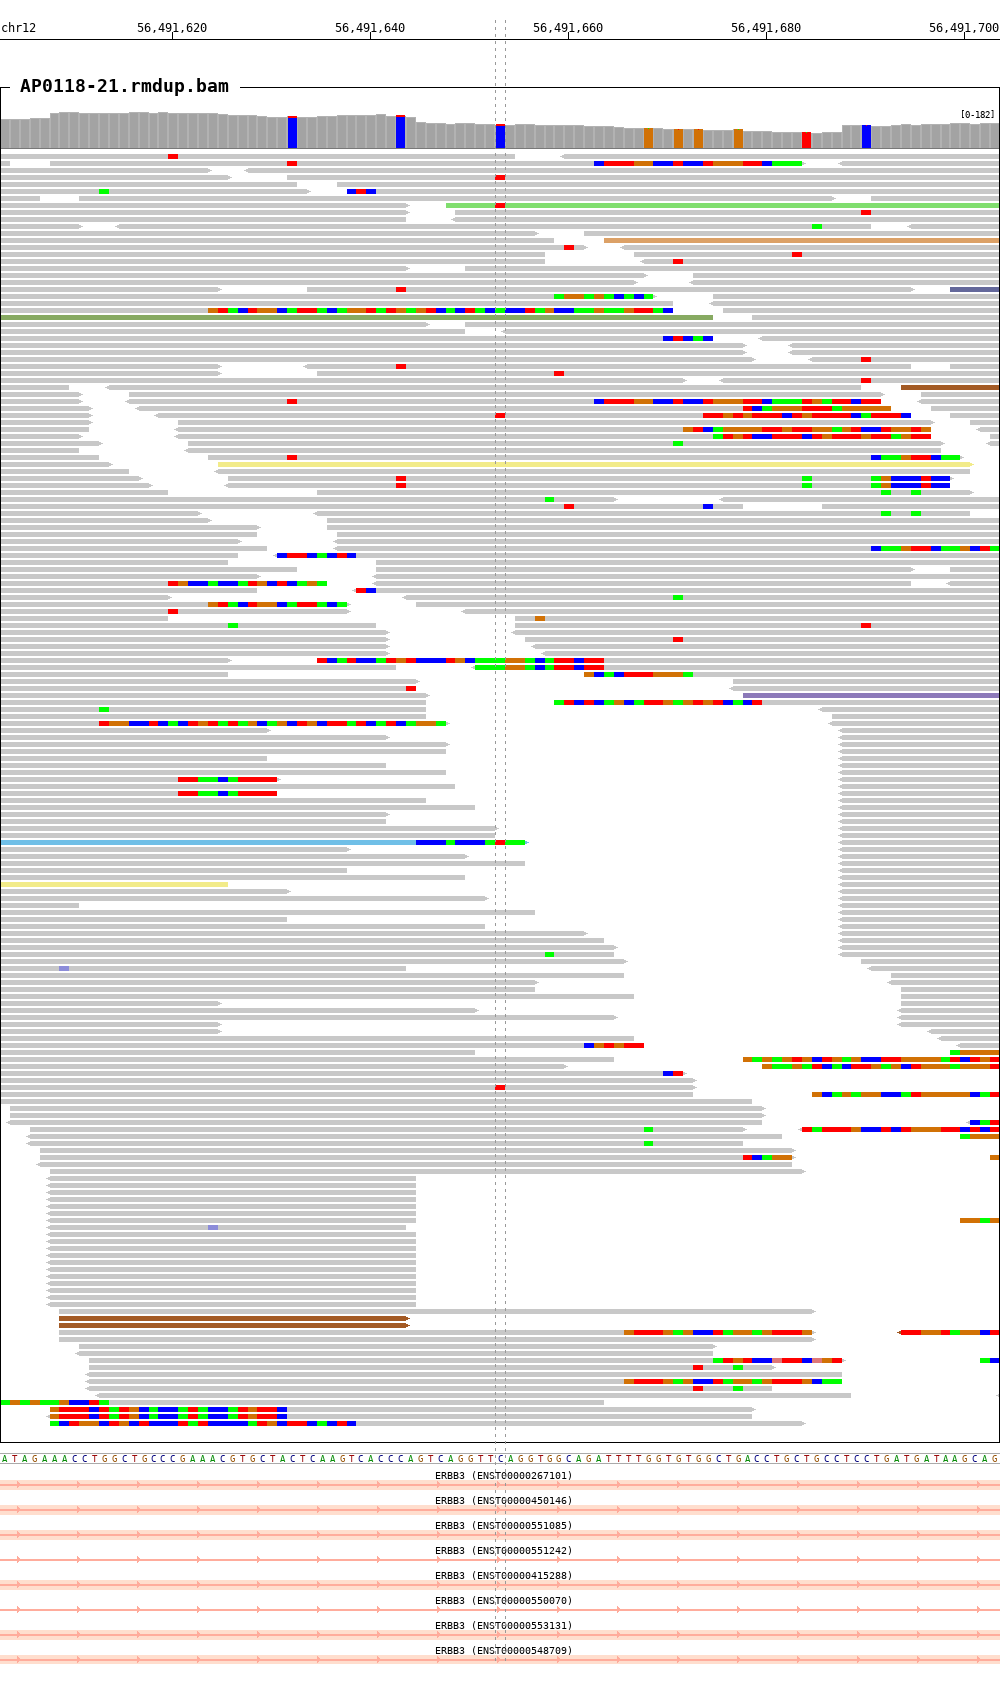 chr12 56,491,620 56,491,640 56,491,660 56,491,680 56,491,700
AP0118-21.rmdup.bam
[0-182]
ATAGAAACCTGGCTGCCCGAAACGTGCTACTCAAGTCACCCAGTCAGGTTCAGGTGGCAGATTTTGGTGTGGCTGACCTGCTGCCTCCTGATGATAAGCAG
ERBB3 (ENST00000267101)
ERBB3 (ENST00000450146)
ERBB3 (ENST00000551085)
ERBB3 (ENST00000551242)
ERBB3 (ENST00000415288)
ERBB3 (ENST00000550070)
ERBB3 (ENST00000553131)
ERBB3 (ENST00000548709)